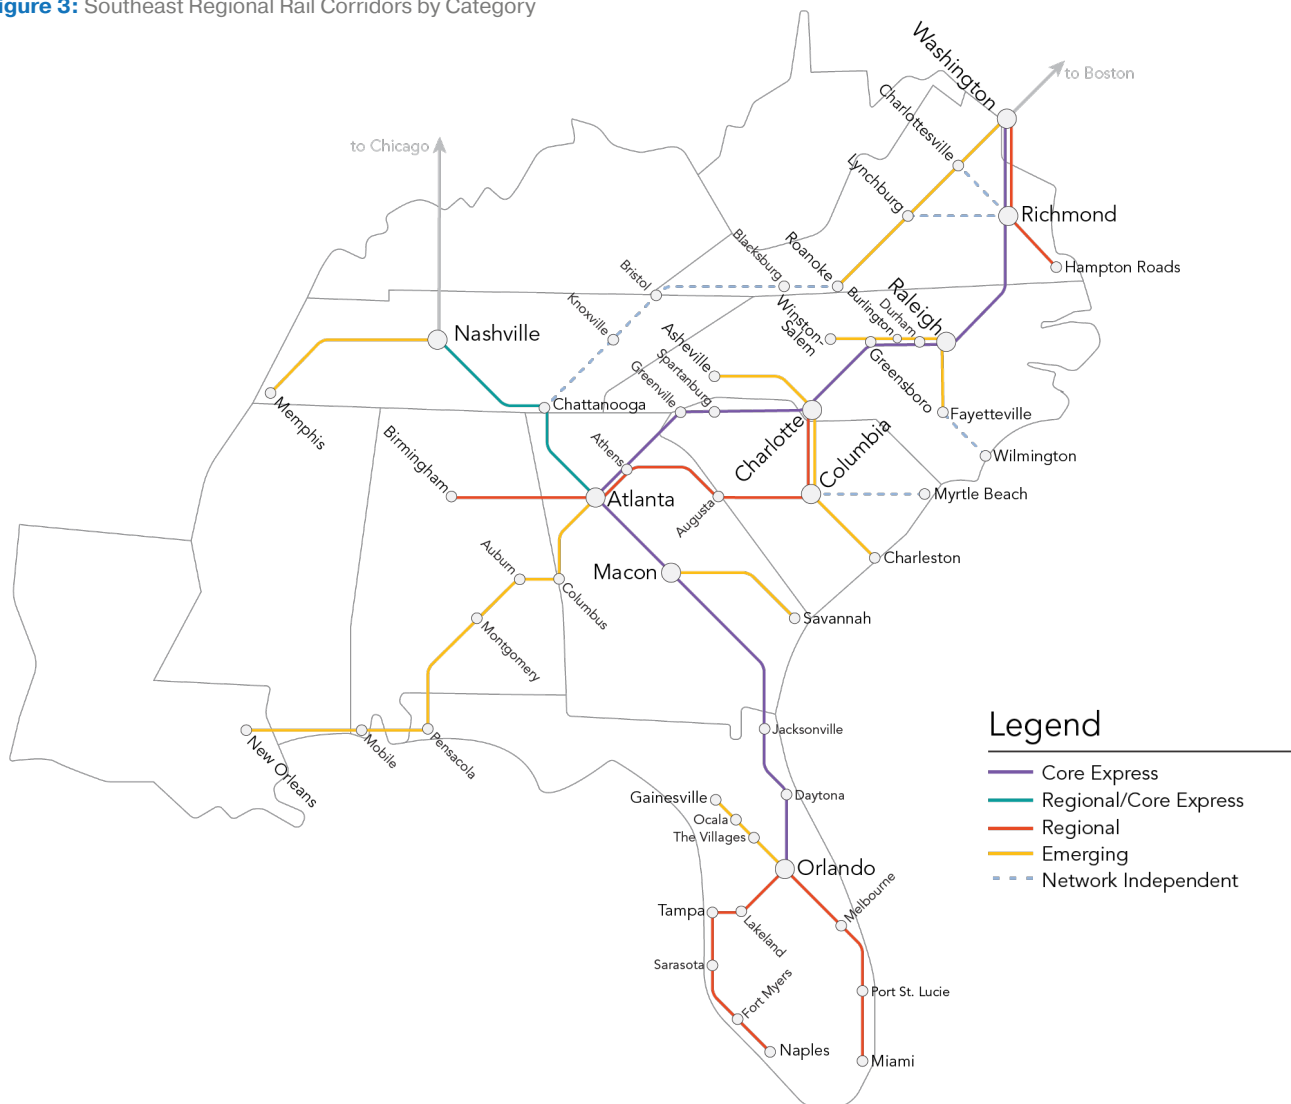 igure 3: Southeast Regional Rail Corridors by Category
Washington
to Boston
Charlottesville
to Chicago
Lynchburg
Richmond
Blacksburg
Roanoke
Hampton Roads
Bristol
Raleigh
Burlington
Durham
Knoxville
Winston-
Salem
Nashville
Asheville
Spartanburg
Greenville
Greensboro
Memphis
Chattanooga
Fayetteville
Charlotte
Columbia
Birmingham
Athens
Wilmington
Atlanta
Augusta
Myrtle Beach
Auburn
Macon
Charleston
Columbus
Savannah
Montgomery
Jacksonville
New Orleans
Mobile
Pensacola
Gainesville
Daytona
Ocala
The Villages
Orlando
Melbourne
Tampa
Lakeland
Sarasota
Fort Myers
Port St. Lucie
Naples
Miami
Legend
Core Express
Regional/Core Express
Regional
Emerging
Network Independent